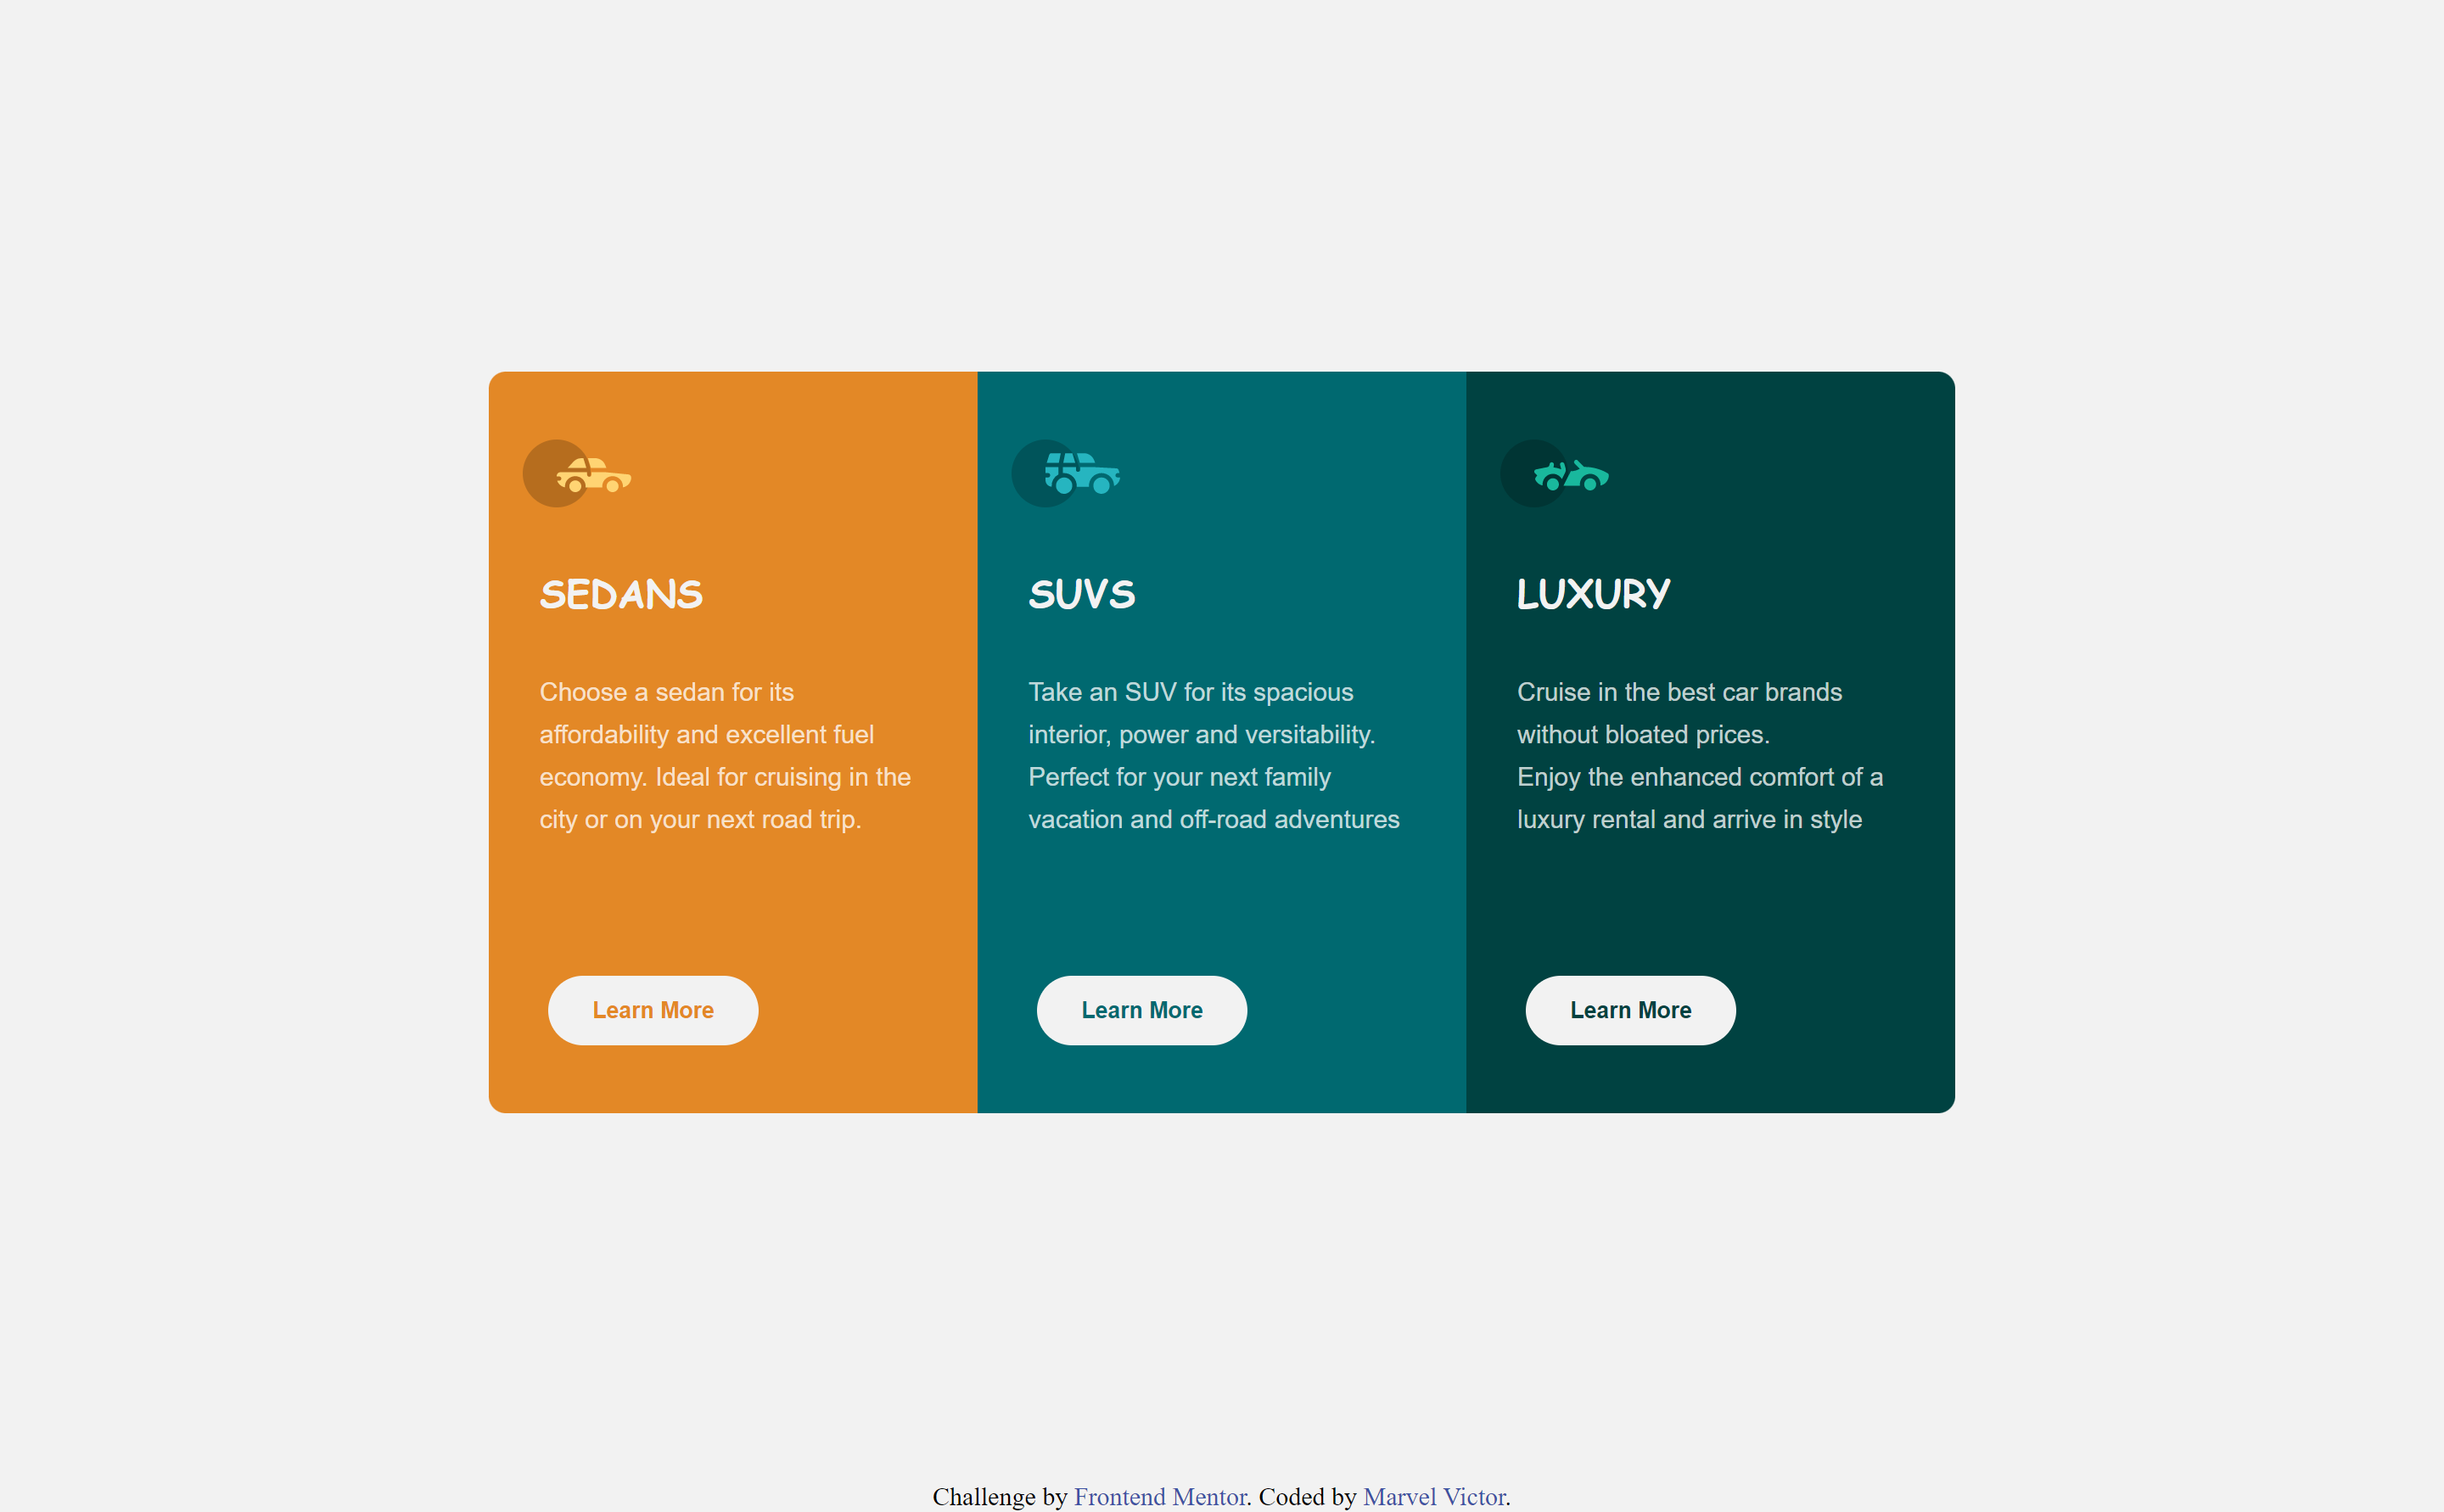 SEDANS
Choose a sedan for its
affordability and excellent fuel
economy. Ideal for cruising in the
city or on your next road trip.
Learn More
SUVS
Take an SUV for its spacious
interior, power and versitability.
Perfect for your next family
vacation and off-road adventures
Learn More
LUXURY
Cruise in the best car brands
without bloated prices.
Enjoy the enhanced comfort of a
luxury rental and arrive in style
Learn More
Challenge by Frontend Mentor. Coded by Marvel Victor.